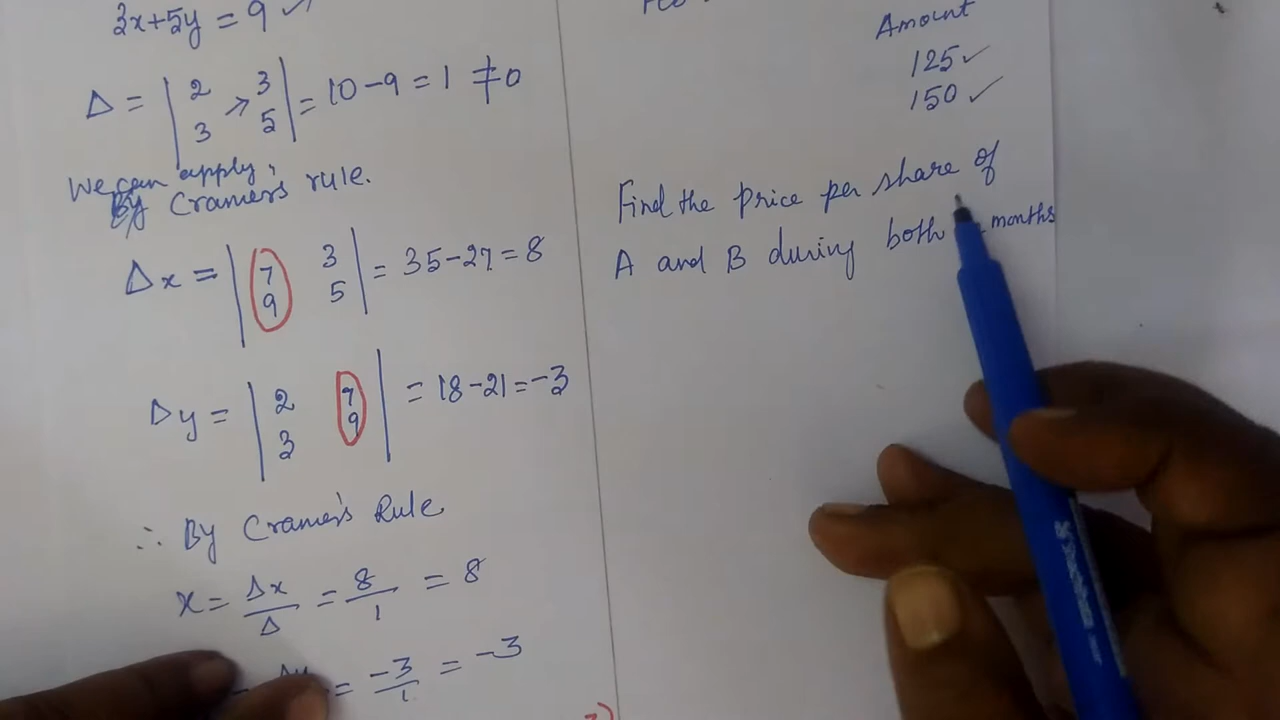 3x+5y = 9 ✓
Δ = | 2 3 | = 10 - 9 = 1 ≠ 0
| 3 5 |
We can apply,
By Cramer's rule.
Δx = | 7 3 | = 35 - 27 = 8
| 9 5 |
Δy = | 2 7 | = 18 - 21 = -3
| 3 9 |
∴ By Cramer's Rule
x = Δx/Δ = 8/1 = 8
= -3/1 = -3
Amount
125 ✓
150 ✓
Find the price per share of
A and B during both months